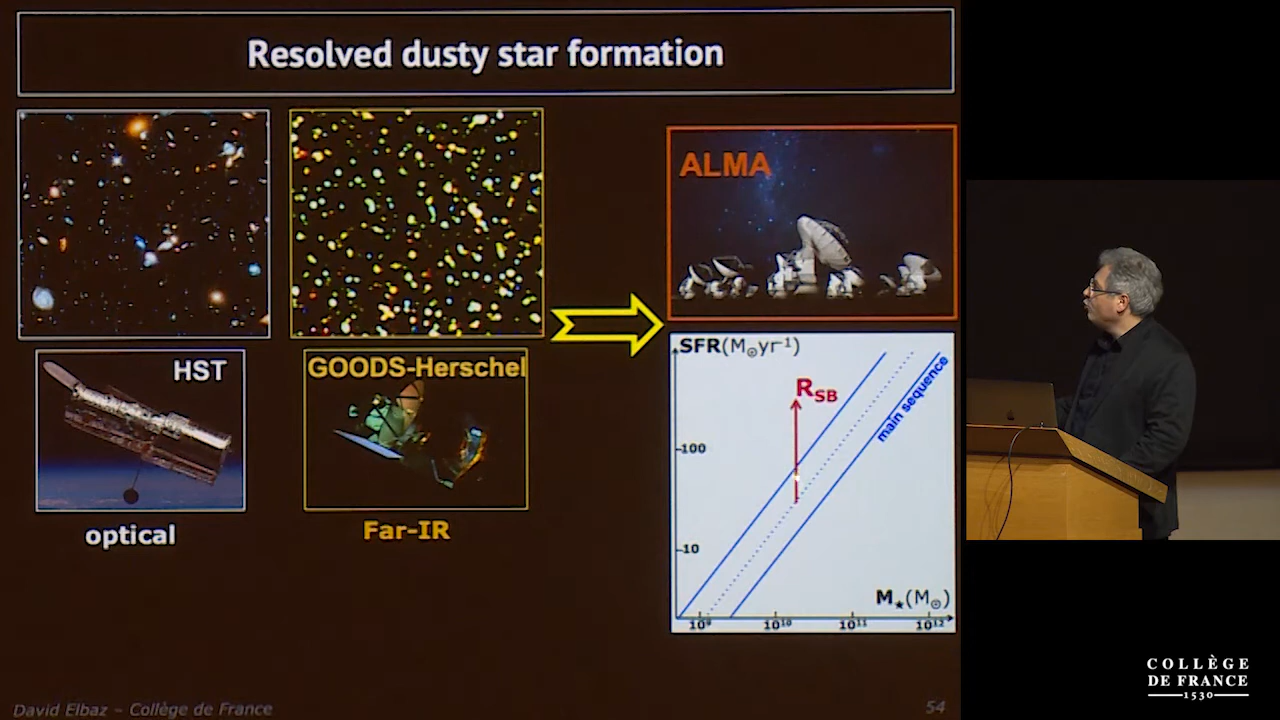 Resolved dusty star formation
HST
optical
GOODS-Herschel
Far-IR
ALMA
SFR(M☉yr⁻¹)
R_SB
main sequence
100
10
M★(M☉)
10⁹
10¹⁰
10¹¹
10¹²
David Elbaz – Collège de France
54
COLLÈGE
DE FRANCE
1530